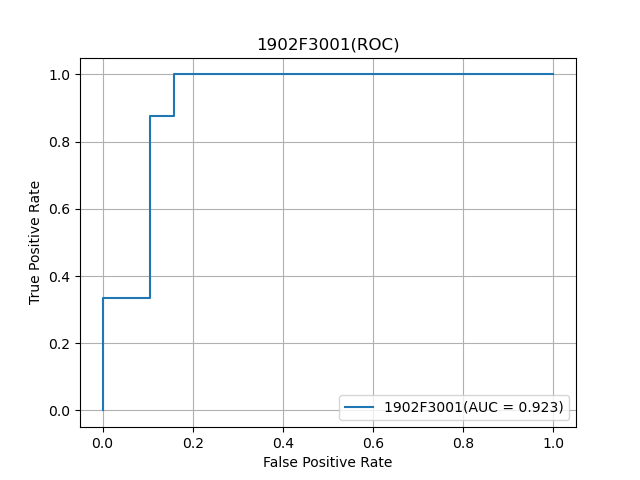 1902F3001(ROC)
True Positive Rate
1.0
0.8
0.6
0.4
0.2
0.0
1902F3001(AUC = 0.923)
0.0 0.2 0.4 0.6 0.8 1.0
False Positive Rate